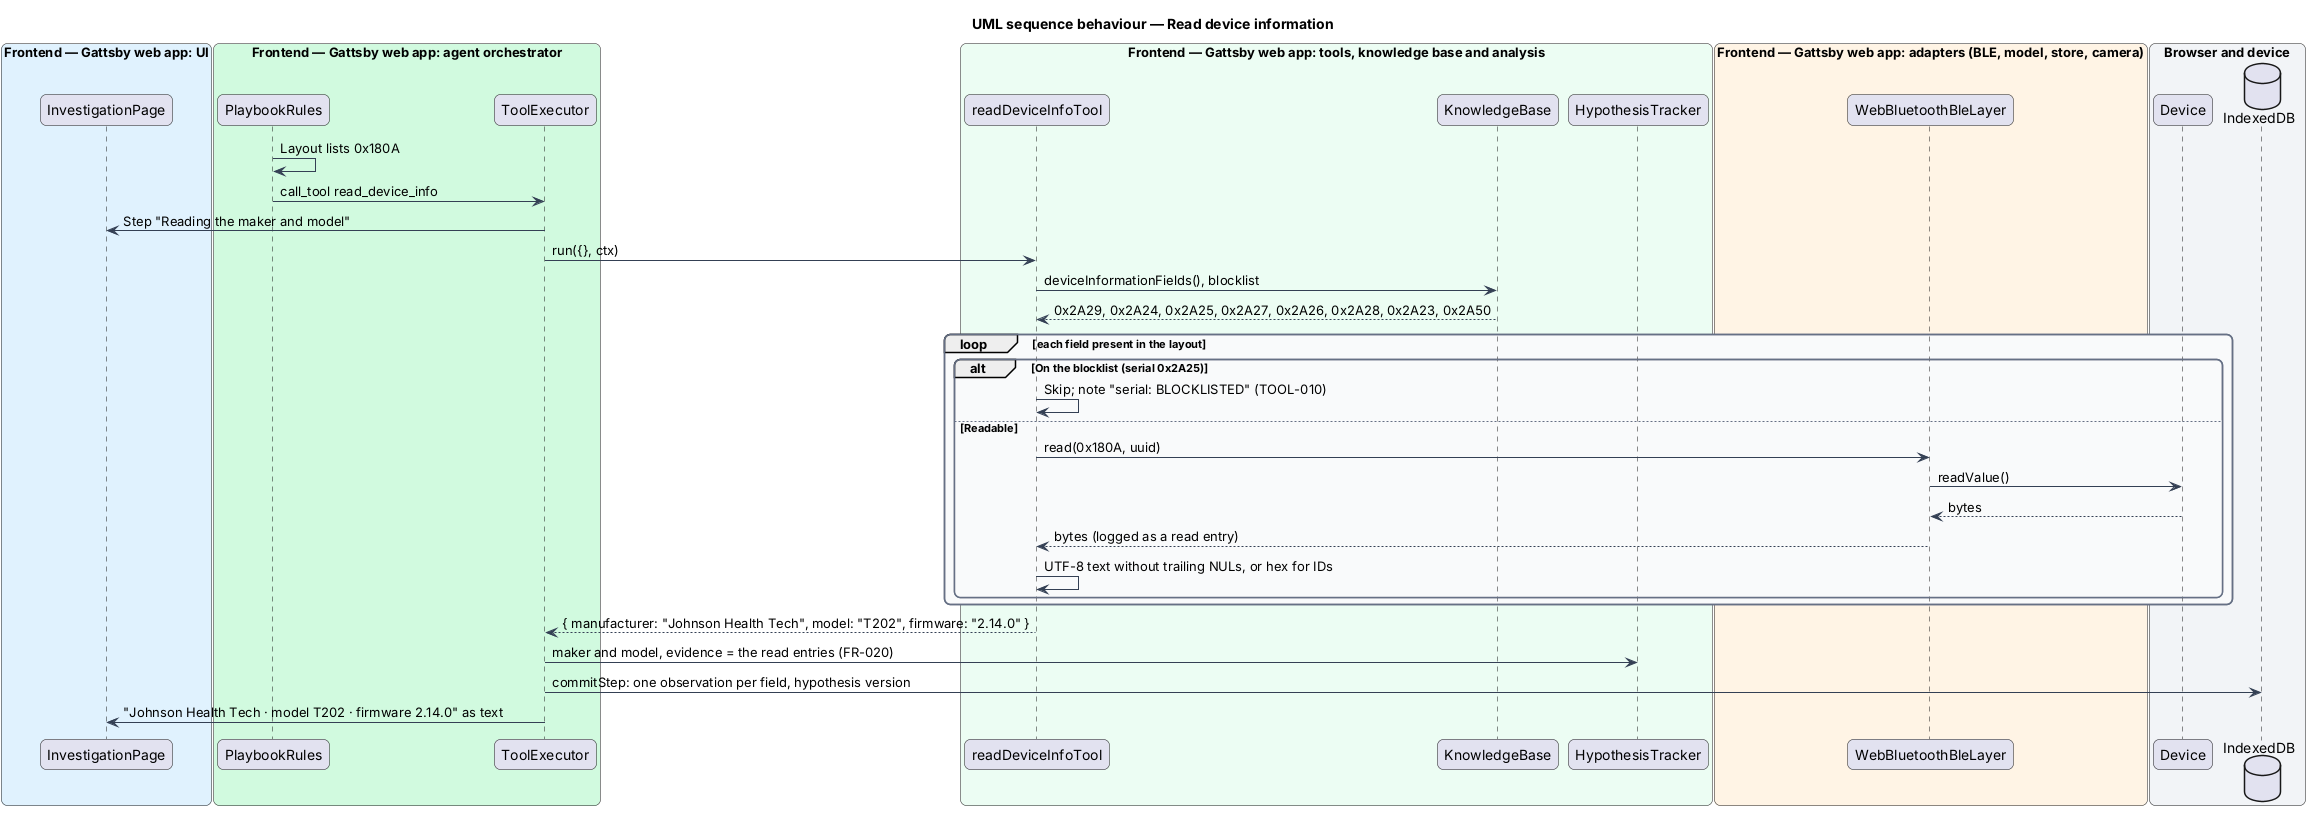 UML sequence behaviour — Read device information
Frontend — Gattsby web app: UI
Frontend — Gattsby web app: agent orchestrator
Frontend — Gattsby web app: tools, knowledge base and analysis
Frontend — Gattsby web app: adapters (BLE, model, store, camera)
Browser and device
InvestigationPage
PlaybookRules
ToolExecutor
readDeviceInfoTool
KnowledgeBase
HypothesisTracker
WebBluetoothBleLayer
Device
IndexedDB
Layout lists 0x180A
call_tool read_device_info
Step "Reading the maker and model"
run({}, ctx)
deviceInformationFields(), blocklist
0x2A29, 0x2A24, 0x2A25, 0x2A27, 0x2A26, 0x2A28, 0x2A23, 0x2A50
loop [each field present in the layout]
alt [On the blocklist (serial 0x2A25)]
Skip; note "serial: BLOCKLISTED" (TOOL-010)
[Readable]
read(0x180A, uuid)
readValue()
bytes
bytes (logged as a read entry)
UTF-8 text without trailing NULs, or hex for IDs
{ manufacturer: "Johnson Health Tech", model: "T202", firmware: "2.14.0" }
maker and model, evidence = the read entries (FR-020)
commitStep: one observation per field, hypothesis version
"Johnson Health Tech · model T202 · firmware 2.14.0" as text
InvestigationPage
PlaybookRules
ToolExecutor
readDeviceInfoTool
KnowledgeBase
HypothesisTracker
WebBluetoothBleLayer
Device
IndexedDB